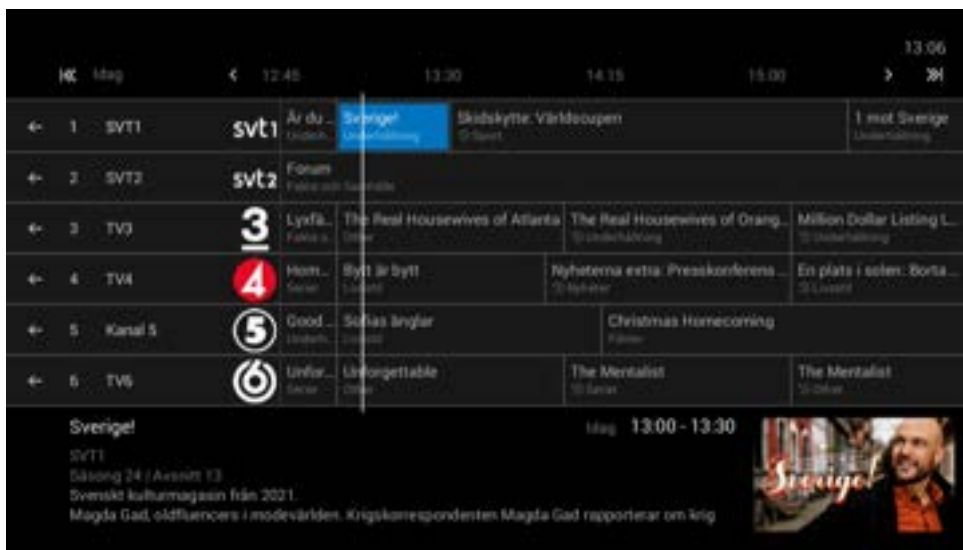 13:06
Idag 12:45 13:30 14:15 15:00
1 SVT1 svt1 Är du ... Sverige! Skidskytte: Världscupen 1 mot Sverige
Underh... Underhållning Sport Underhållning
2 SVT2 svt2 Forum
Fakta och Samhälle
3 TV3 3 Lyxfä... The Real Housewives of Atlanta The Real Housewives of Orang... Million Dollar Listing L...
Fakta o... Other Underhållning Underhållning
4 TV4 4 Hom... Bytt är bytt Nyheterna extra: Presskonferens ... En plats i solen: Borta...
Serier Livsstil Nyheter Livsstil
5 Kanal 5 5 Good ... Sofias änglar Christmas Homecoming
Underh... Livsstil Filmer
6 TV6 6 Unfor... Unforgettable The Mentalist The Mentalist
Serier Other Serier Other
Sverige! Idag 13:00 - 13:30
SVT1
Säsong 24 | Avsnitt 13
Svenskt kulturmagasin från 2021.
Magda Gad, oldfluencers i modevärlden. Krigskorrespondenten Magda Gad rapporterar om krig
Sverige!